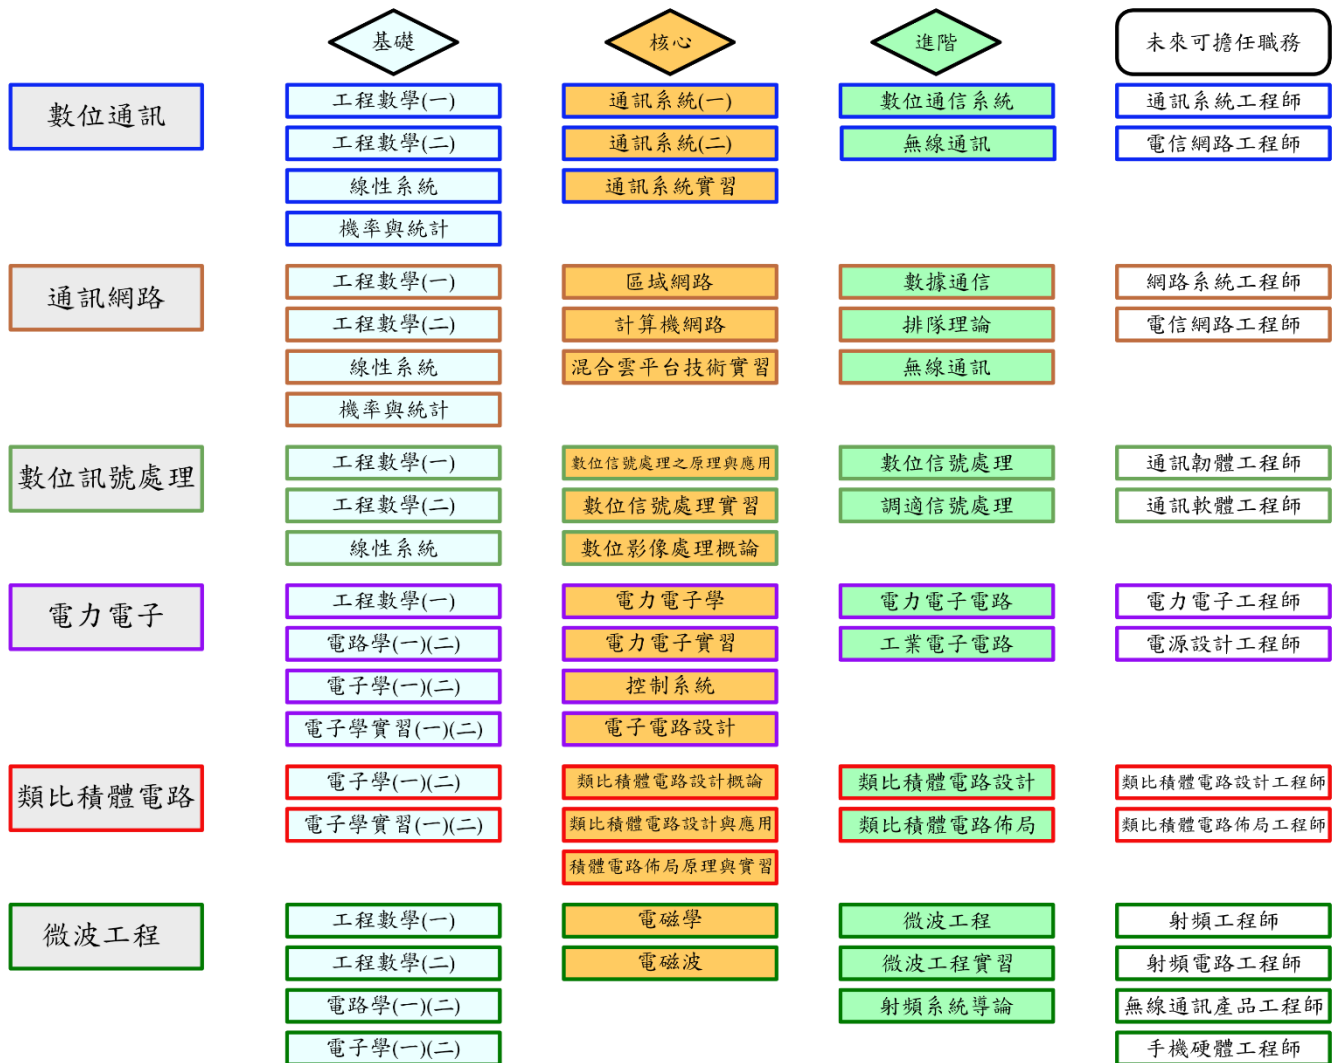 基礎 核心 進階 未來可擔任職務
數位通訊 工程數學(一) 通訊系統(一) 數位通信系統 通訊系統工程師
工程數學(二) 通訊系統(二) 無線通訊 電信網路工程師
線性系統 通訊系統實習
機率與統計
通訊網路 工程數學(一) 區域網路 數據通信 網路系統工程師
工程數學(二) 計算機網路 排隊理論 電信網路工程師
線性系統 混合雲平台技術實習 無線通訊
機率與統計
數位訊號處理 工程數學(一) 數位信號處理之原理與應用 數位信號處理 通訊韌體工程師
工程數學(二) 數位信號處理實習 調適信號處理 通訊軟體工程師
線性系統 數位影像處理概論
電力電子 工程數學(一) 電力電子學 電力電子電路 電力電子工程師
電路學(一)(二) 電力電子實習 工業電子電路 電源設計工程師
電子學(一)(二) 控制系統
電子學實習(一)(二) 電子電路設計
類比積體電路 電子學(一)(二) 類比積體電路設計概論 類比積體電路設計 類比積體電路設計工程師
電子學實習(一)(二) 類比積體電路設計與應用 類比積體電路佈局 類比積體電路佈局工程師
積體電路佈局原理與實習
微波工程 工程數學(一) 電磁學 微波工程 射頻工程師
工程數學(二) 電磁波 微波工程實習 射頻電路工程師
電路學(一)(二) 射頻系統導論 無線通訊產品工程師
電子學(一)(二) 手機硬體工程師